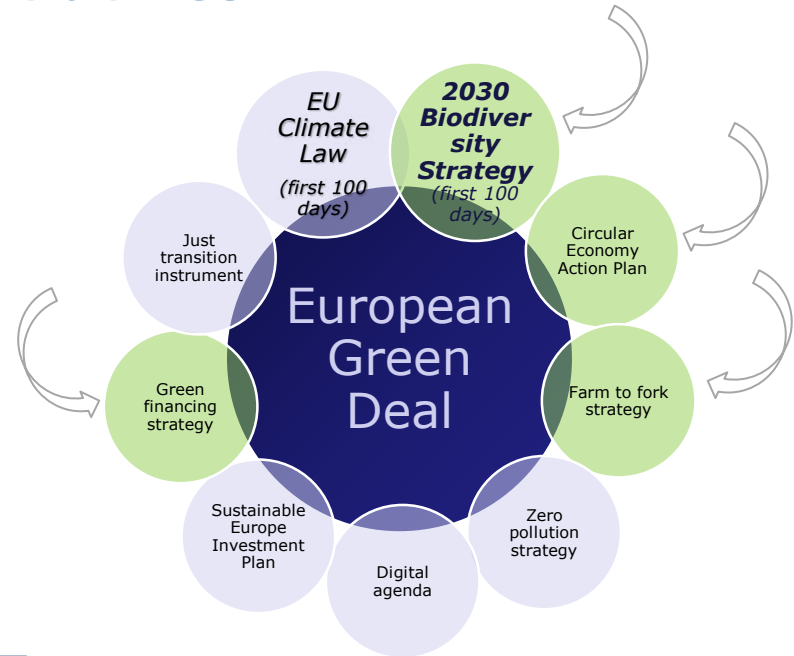 EU
Climate
Law
(first 100
days)
2030
Biodiver
sity
Strategy
(first 100
days)
Circular
Economy
Action Plan
Farm to fork
strategy
Zero
pollution
strategy
Digital
agenda
Sustainable
Europe
Investment
Plan
Green
financing
strategy
Just
transition
instrument
European
Green
Deal